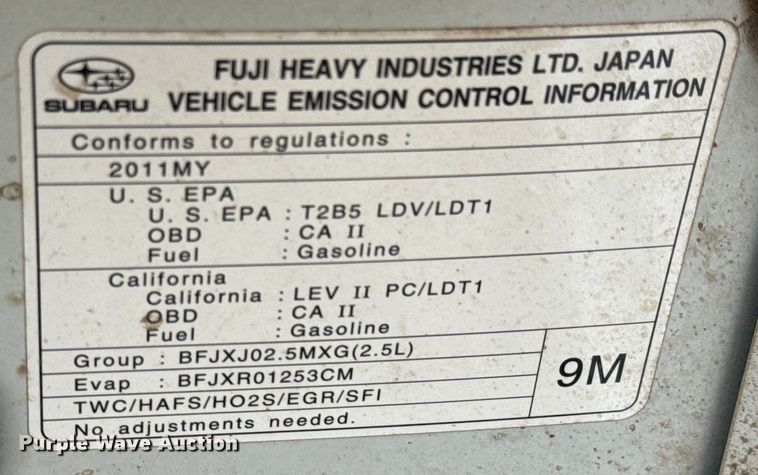 SUBARU
FUJI HEAVY INDUSTRIES LTD. JAPAN
VEHICLE EMISSION CONTROL INFORMATION
Conforms to regulations :
2011MY
U. S. EPA
U. S. EPA : T2B5 LDV/LDT1
OBD : CA II
Fuel : Gasoline
California
California : LEV II PC/LDT1
OBD : CA II
Fuel : Gasoline
Group : BFJXJ02.5MXG(2.5L)
Evap : BFJXR01253CM
TWC/HAFS/HO2S/EGR/SFI
No adjustments needed.
9M
Purple Wave Auction